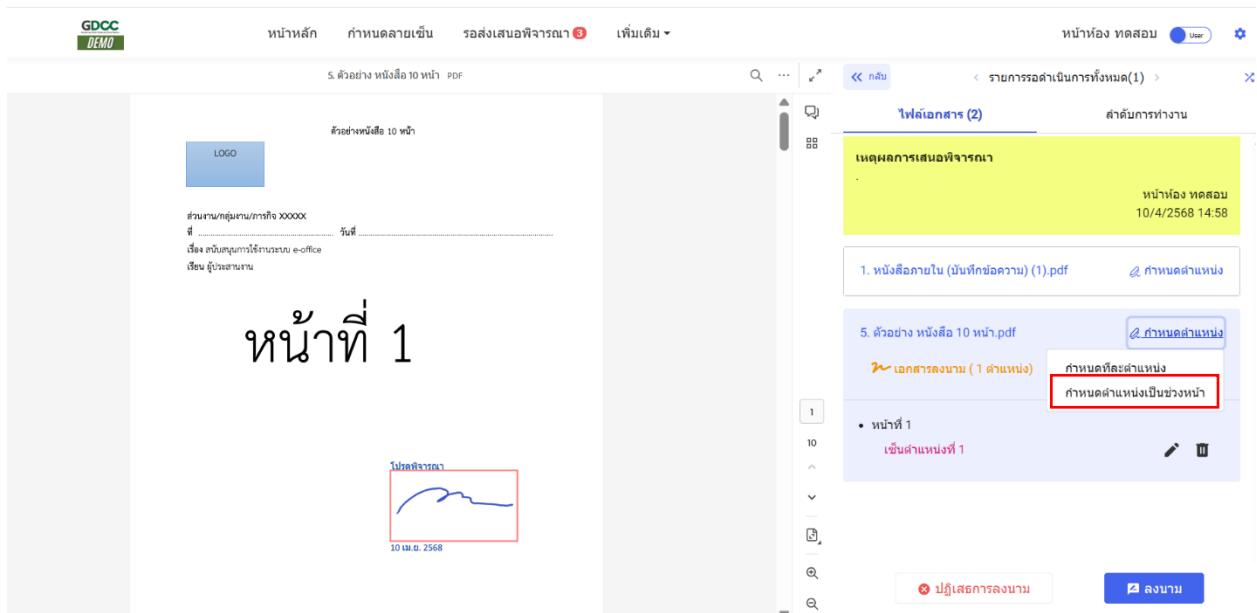 GDCC
DEMO
หน้าหลัก กำหนดลายเซ็น รอส่งเสนอพิจารณา 3 เพิ่มเติม
หน้าห้อง ทดสอบ User
5. ตัวอย่าง หนังสือ 10 หน้า PDF
ตัวอย่างหนังสือ 10 หน้า
LOGO
ส่วนงาน/กลุ่มงาน/ภารกิจ XXXXX
ที่ ........................................ วันที่ ........................................
เรื่อง สนับสนุนการใช้งานระบบ e-office
เรียน ผู้ประสานงาน
หน้าที่ 1
โปรดพิจารณา
10 เม.ย. 2568
1
10
กลับ
รายการรอดำเนินการทั้งหมด(1)
ไฟล์เอกสาร (2) ลำดับการทำงาน
เหตุผลการเสนอพิจารณา
.
หน้าห้อง ทดสอบ
10/4/2568 14:58
1. หนังสือภายใน (บันทึกข้อความ) (1).pdf กำหนดตำแหน่ง
5. ตัวอย่าง หนังสือ 10 หน้า.pdf กำหนดตำแหน่ง
เอกสารลงนาม ( 1 ตำแหน่ง) กำหนดทีละตำแหน่ง
กำหนดตำแหน่งเป็นช่วงหน้า
• หน้าที่ 1
เซ็นตำแหน่งที่ 1
ปฏิเสธการลงนาม ลงนาม